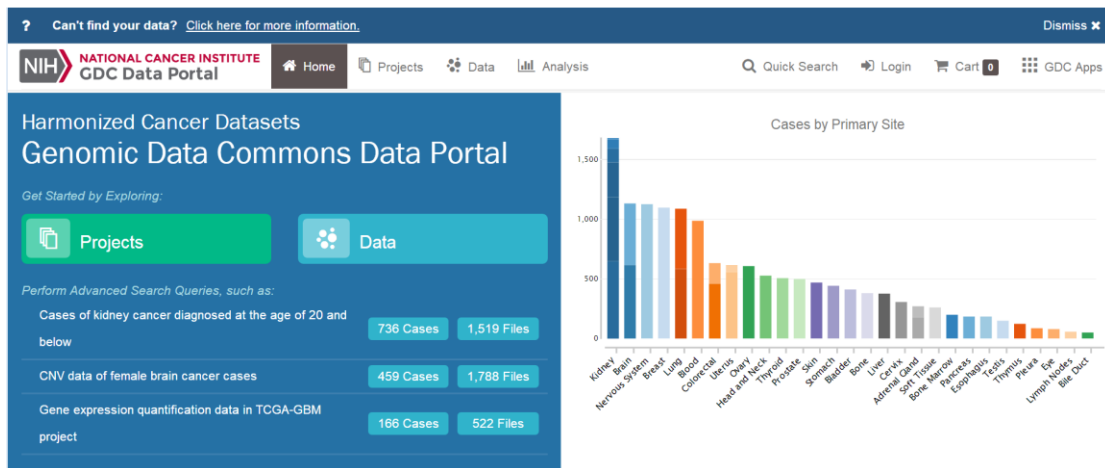 ? Can't find your data? Click here for more information. Dismiss ✖
NIH NATIONAL CANCER INSTITUTE
GDC Data Portal
Home Projects Data Analysis Quick Search Login Cart 0 GDC Apps
Harmonized Cancer Datasets
Genomic Data Commons Data Portal
Get Started by Exploring:
Projects Data
Perform Advanced Search Queries, such as:
Cases of kidney cancer diagnosed at the age of 20 and
below
736 Cases 1,519 Files
CNV data of female brain cancer cases 459 Cases 1,788 Files
Gene expression quantification data in TCGA-GBM
project
166 Cases 522 Files
Cases by Primary Site
1,500
1,000
500
0
Kidney
Brain
Nervous System
Breast
Lung
Blood
Colorectal
Uterus
Ovary
Head and Neck
Thyroid
Prostate
Skin
Stomach
Bladder
Bone
Liver
Cervix
Adrenal Gland
Soft Tissue
Bone Marrow
Pancreas
Esophagus
Testis
Thymus
Pleura
Eye
Lymph Nodes
Bile Duct